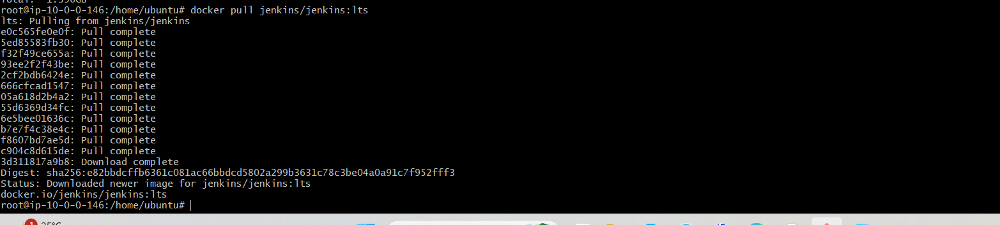 Total: 1.590GB
root@ip-10-0-0-146:/home/ubuntu# docker pull jenkins/jenkins:lts
lts: Pulling from jenkins/jenkins
e0c565fe0e0f: Pull complete
5ed85583fb30: Pull complete
f32f49ce655a: Pull complete
93ee2f2f43be: Pull complete
2cf2bdb6424e: Pull complete
666cfcad1547: Pull complete
05a618d2b4a2: Pull complete
55d6369d34fc: Pull complete
6e5bee01636c: Pull complete
b7e7f4c38e4c: Pull complete
f8607bd7ae5d: Pull complete
c904c8d615de: Pull complete
3d311817a9b8: Download complete
Digest: sha256:e82bbdcffb6361c081ac66bbdcd5802a299b3631c78c3be04a0a91c7f952fff3
Status: Downloaded newer image for jenkins/jenkins:lts
docker.io/jenkins/jenkins:lts
root@ip-10-0-0-146:/home/ubuntu#
1
25°C